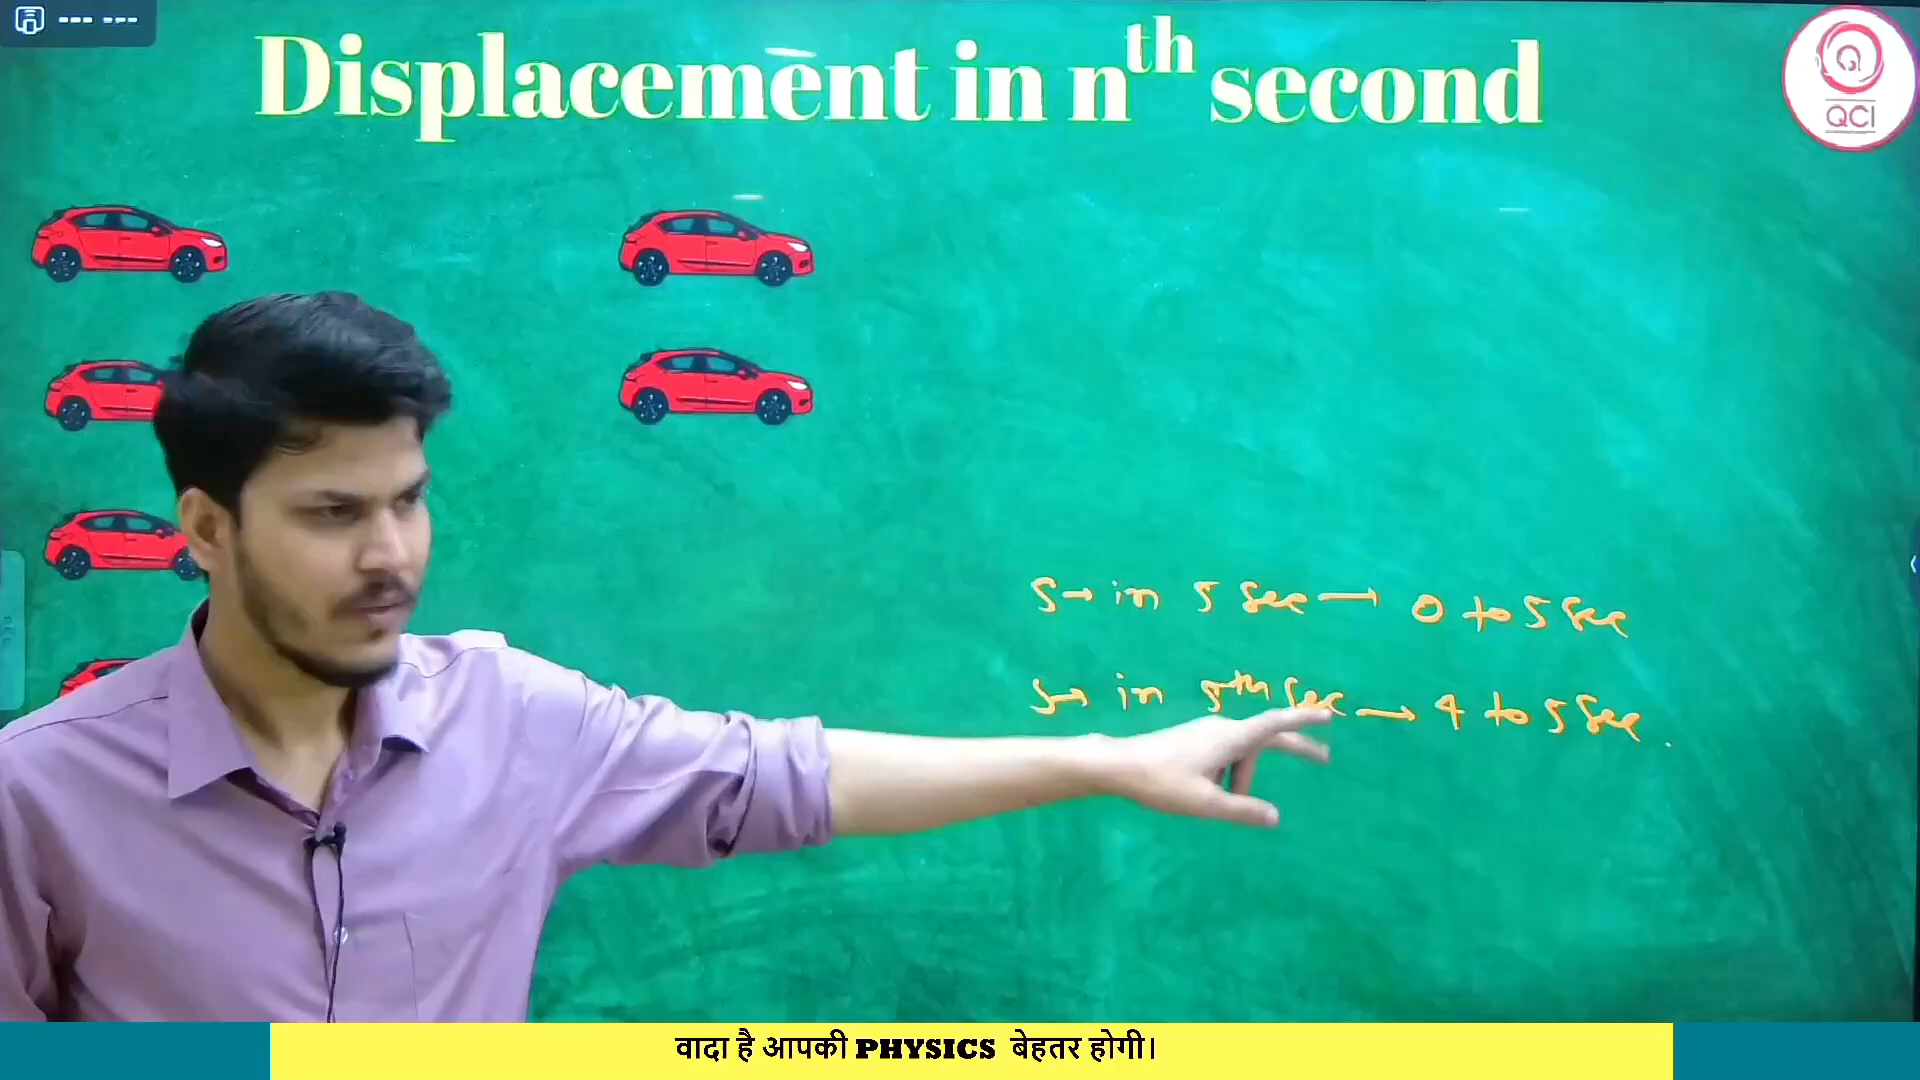 Displacement in nth second
QCI
S → in 5 Sec → 0 to 5 Sec
S → in 5th Sec → 4 to 5 Sec.
वादा है आपकी PHYSICS बेहतर होगी।